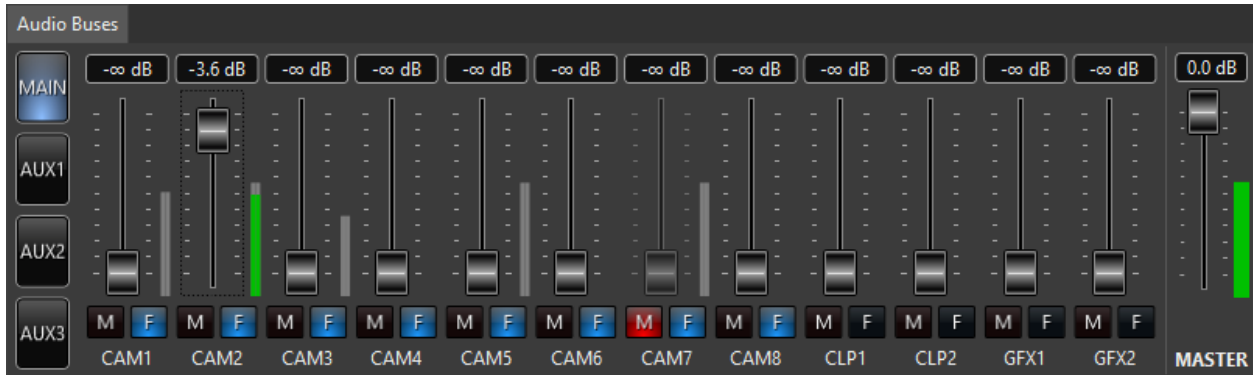 Audio Buses
MAIN
AUX1
AUX2
AUX3
-∞ dB -3.6 dB -∞ dB -∞ dB -∞ dB -∞ dB -∞ dB -∞ dB -∞ dB -∞ dB -∞ dB -∞ dB 0.0 dB
M F M F M F M F M F M F M F M F M F M F M F M F
CAM1 CAM2 CAM3 CAM4 CAM5 CAM6 CAM7 CAM8 CLP1 CLP2 GFX1 GFX2 MASTER